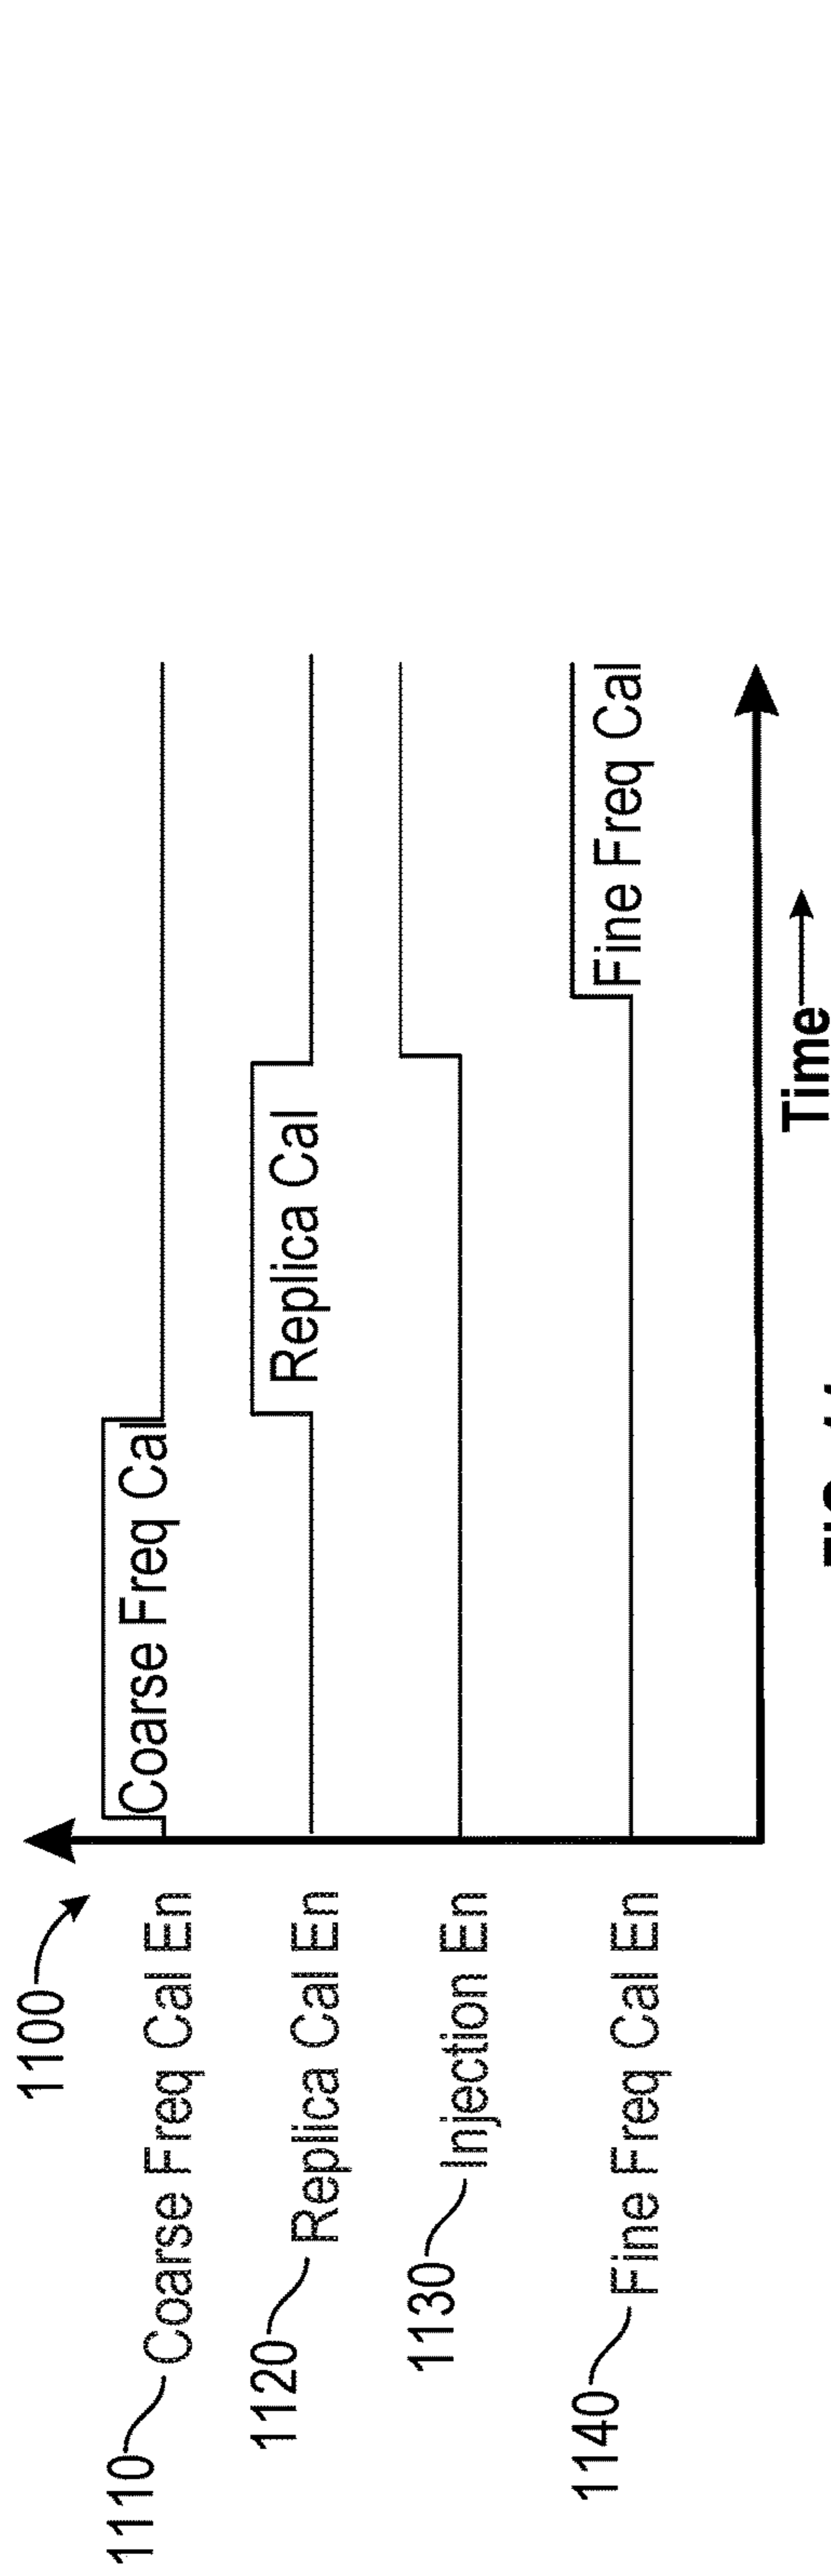 1100
1110 Coarse Freq Cal En
Coarse Freq Cal
1120 Replica Cal En
Replica Cal
1130 Injection En
1140 Fine Freq Cal En
Fine Freq Cal
Time